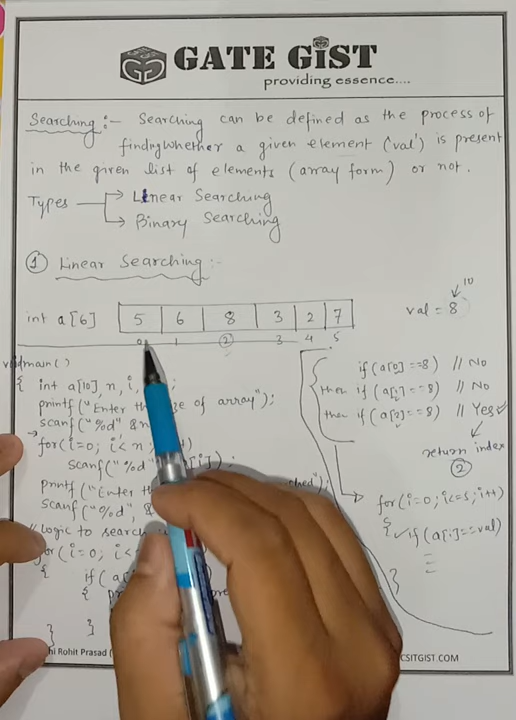 GATE GIST
providing essence....
Searching :- Searching can be defined as the process of
finding whether a given element ('val') is present
in the given list of elements (array form) or not.
Types → Linear Searching
→ Binary Searching
① Linear Searching :-
int a[6] 5 6 8 3 2 7
0 1 2 3 4 5
val = 8
10
void main( )
{ int a[10], n, i,
printf("Enter the size of array");
scanf("%d" &n
for(i=0; i<n;
scanf("%d" a[i]);
printf("Enter ched");
scanf("%d", &
// Logic to search
for(i=0; i<
{ if(a[
{
}
}
if(a[0]==8) // No
then if(a[1]==8) // No
then if(a[2]==8) // Yes ✓
return index
②
for(i=0; i<=5; i++)
{ ✓ if(a[i]==val)
}
Rohit Prasad (
CSITGIST.COM